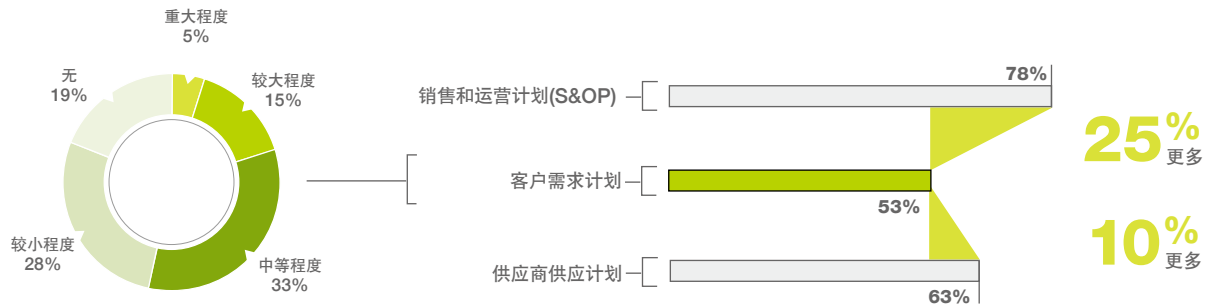 重大程度
5%
较大程度
15%
无
19%
较小程度
28%
中等程度
33%
销售和运营计划(S&OP)
78%
客户需求计划
53%
供应商供应计划
63%
25%
更多
10%
更多